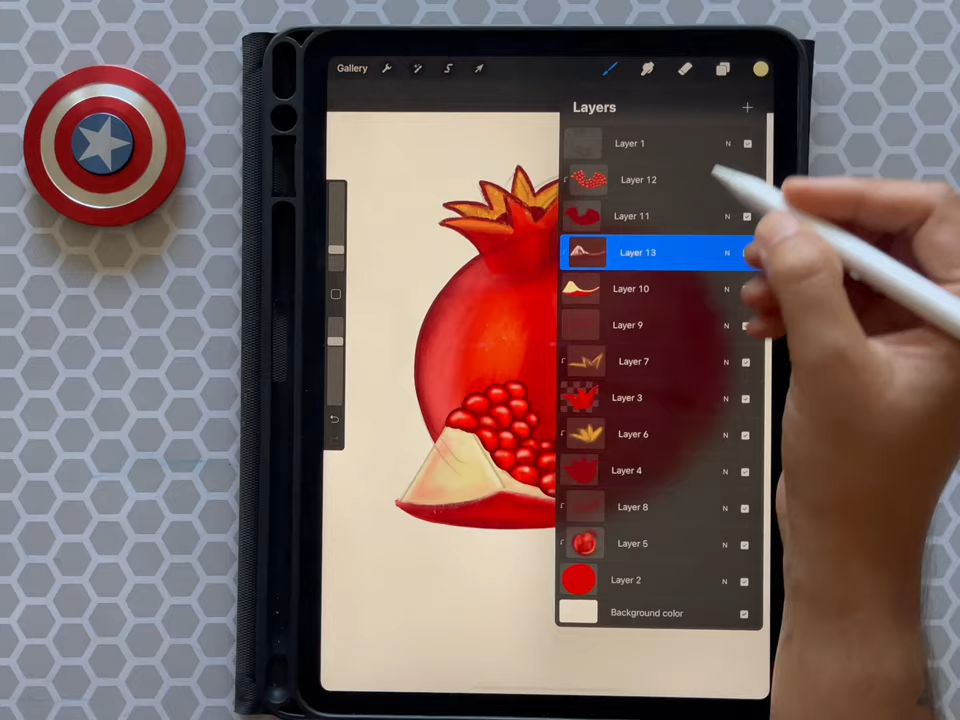 Gallery
Layers
Layer 1 N
Layer 12
Layer 11 N
Layer 13 N
Layer 10 N
Layer 9 N
Layer 7 N
Layer 3 N
Layer 6 N
Layer 4 N
Layer 8 N
Layer 5 N
Layer 2 N
Background color